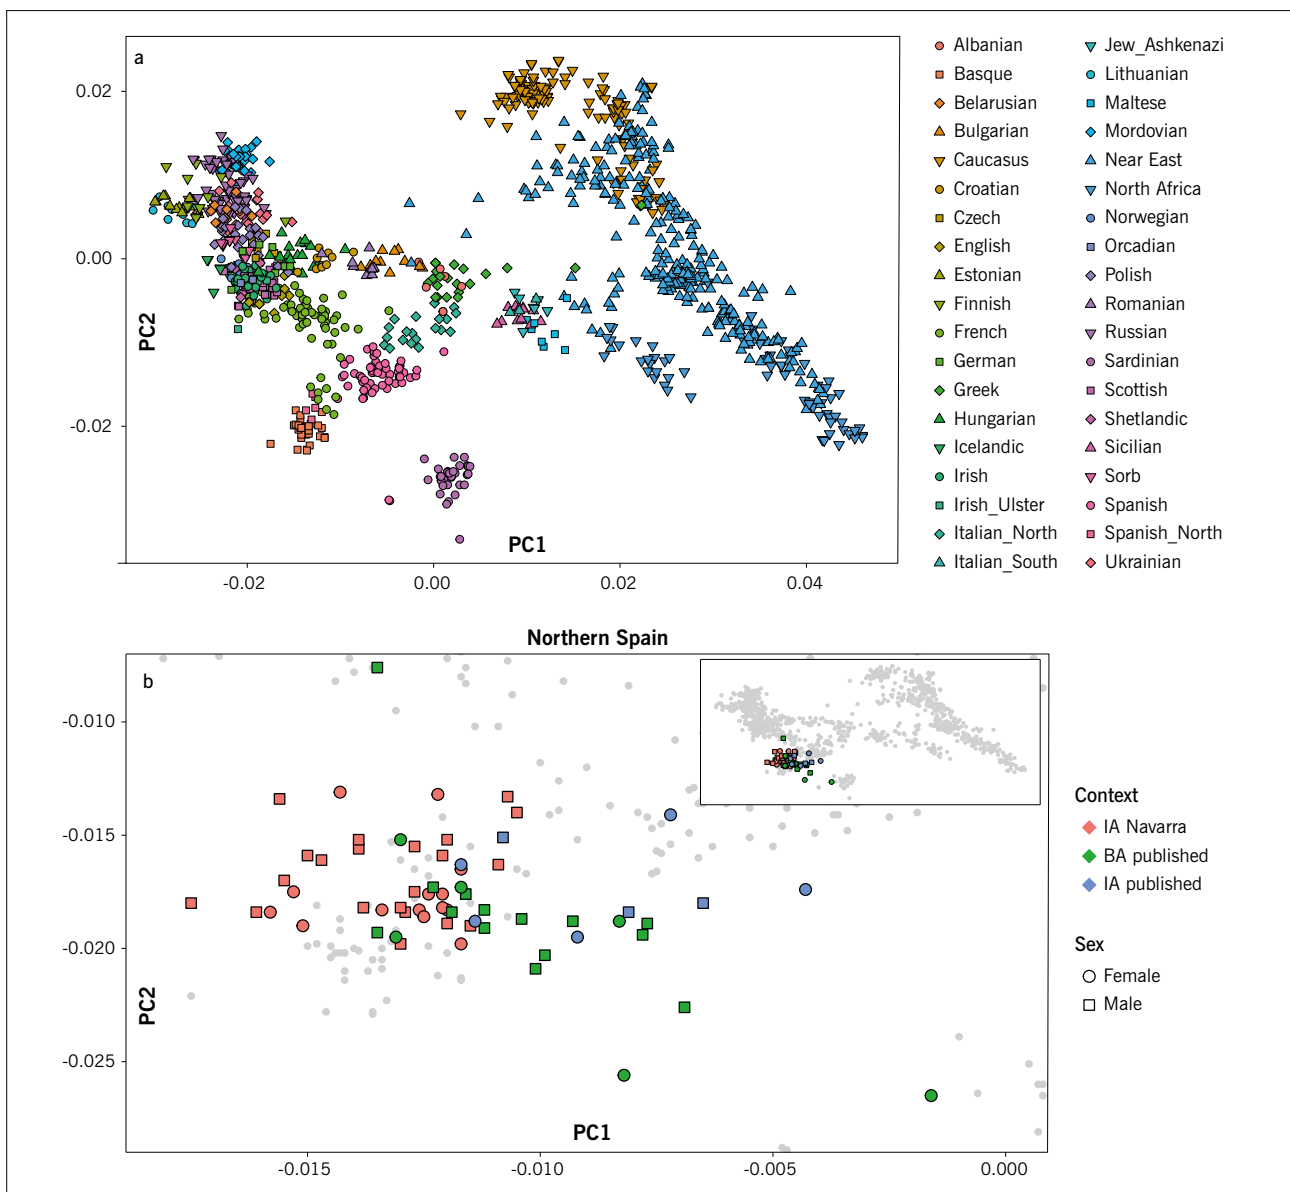 a
0.02
0.00
-0.02
PC2
PC1
-0.02
0.00
0.02
0.04
Albanian
Basque
Belarusian
Bulgarian
Caucasus
Croatian
Czech
English
Estonian
Finnish
French
German
Greek
Hungarian
Icelandic
Irish
Irish_Ulster
Italian_North
Italian_South
Jew_Ashkenazi
Lithuanian
Maltese
Mordovian
Near East
North Africa
Norwegian
Orcadian
Polish
Romanian
Russian
Sardinian
Scottish
Shetlandic
Sicilian
Sorb
Spanish
Spanish_North
Ukrainian
Northern Spain
b
-0.010
-0.015
-0.020
-0.025
PC2
PC1
-0.015
-0.010
-0.005
0.000
Context
IA Navarra
BA published
IA published
Sex
Female
Male